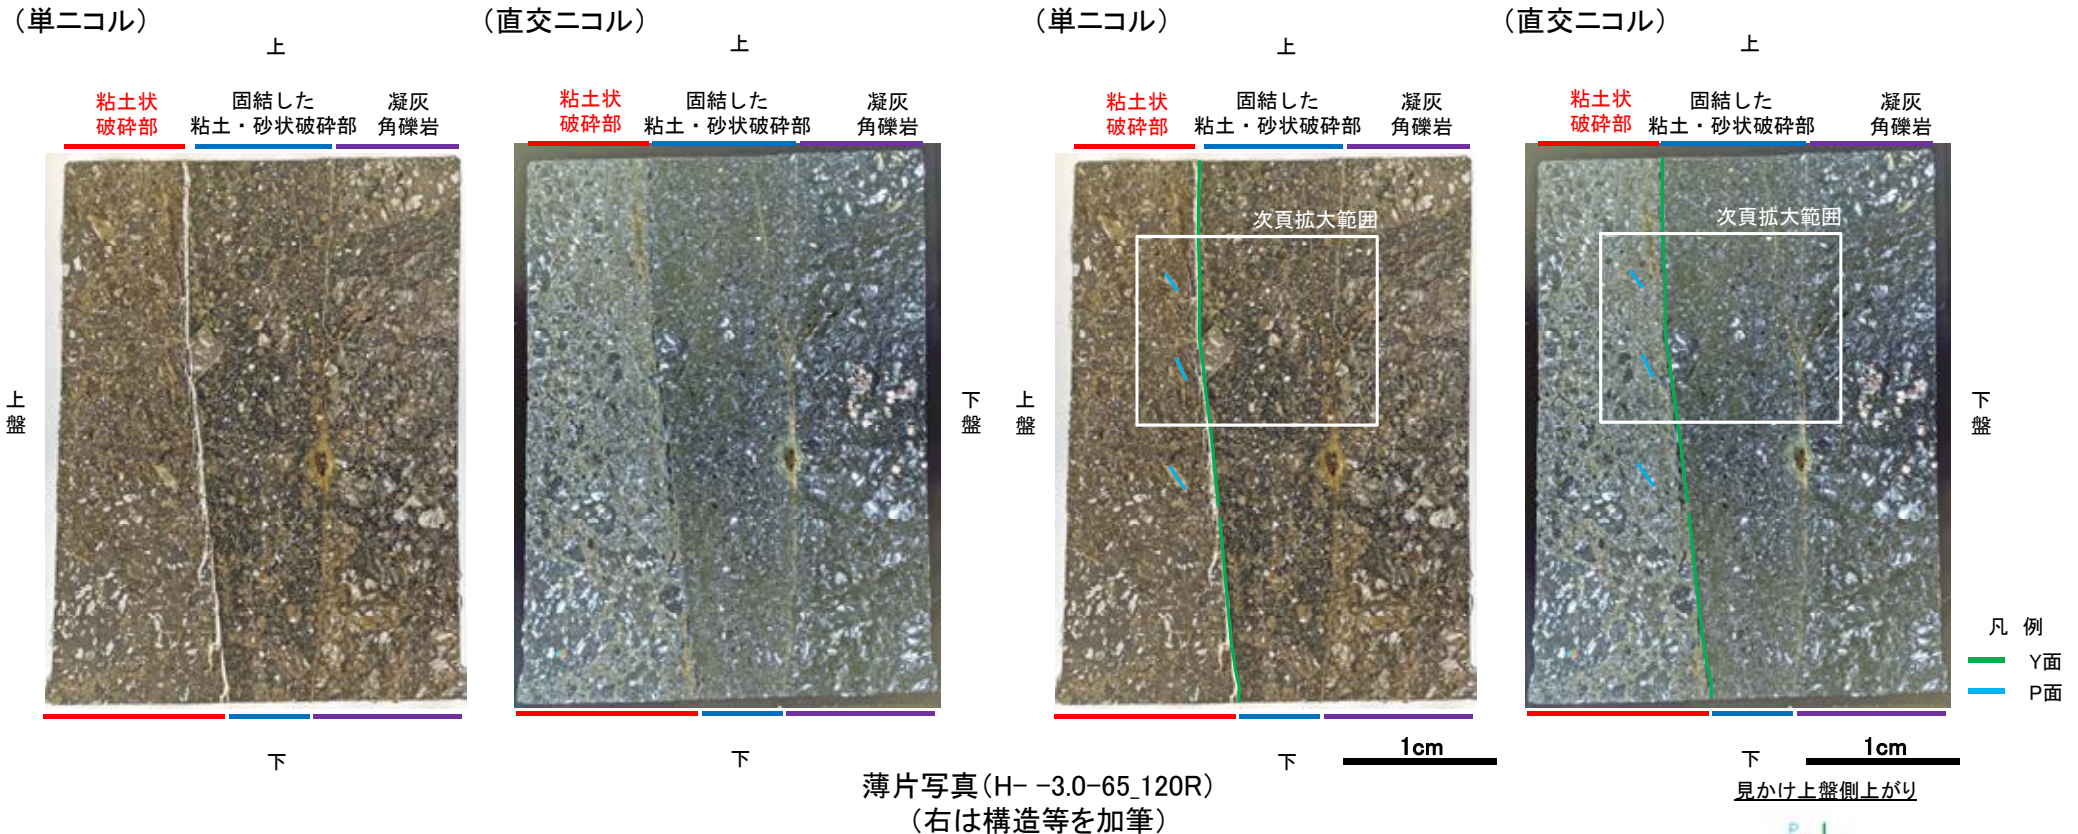 （単ニコル）
上
粘土状
破砕部
固結した
粘土・砂状破砕部
凝灰
角礫岩
上
盤
下
（直交ニコル）
上
粘土状
破砕部
固結した
粘土・砂状破砕部
凝灰
角礫岩
下
盤
下
（単ニコル）
上
粘土状
破砕部
固結した
粘土・砂状破砕部
凝灰
角礫岩
次頁拡大範囲
上
盤
下
1cm
（直交ニコル）
上
粘土状
破砕部
固結した
粘土・砂状破砕部
凝灰
角礫岩
次頁拡大範囲
下
盤
凡 例
Y面
P面
下
1cm
薄片写真（H- -3.0-65_120R）
（右は構造等を加筆）
見かけ上盤側上がり
P